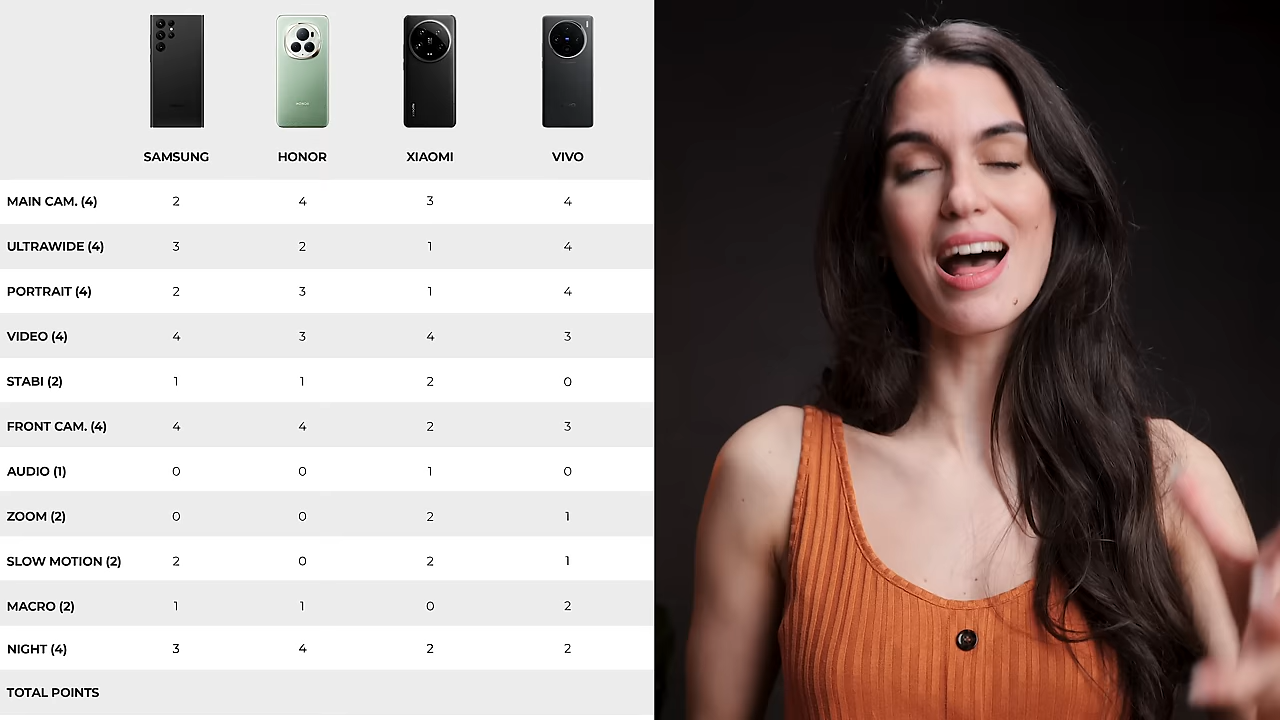 HONOR
SAMSUNG HONOR XIAOMI VIVO
MAIN CAM. (4) 2 4 3 4
ULTRAWIDE (4) 3 2 1 4
PORTRAIT (4) 2 3 1 4
VIDEO (4) 4 3 4 3
STABI (2) 1 1 2 0
FRONT CAM. (4) 4 4 2 3
AUDIO (1) 0 0 1 0
ZOOM (2) 0 0 2 1
SLOW MOTION (2) 2 0 2 1
MACRO (2) 1 1 0 2
NIGHT (4) 3 4 2 2
TOTAL POINTS